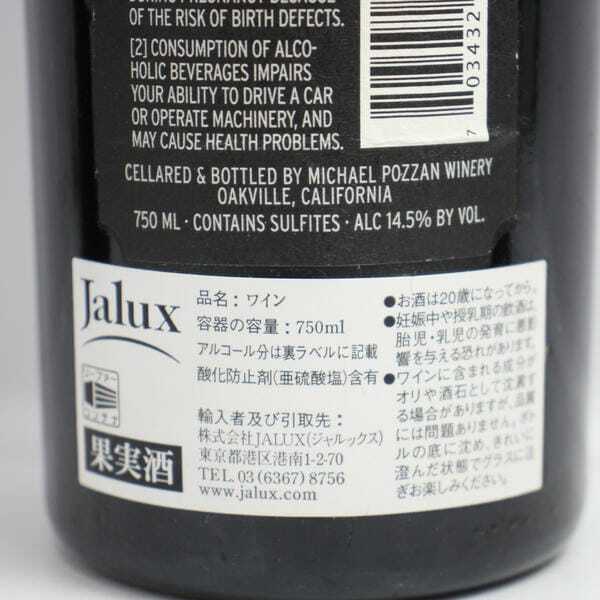 OF THE RISK OF BIRTH DEFECTS.
[2] CONSUMPTION OF ALCO-
HOLIC BEVERAGES IMPAIRS
YOUR ABILITY TO DRIVE A CAR
OR OPERATE MACHINERY, AND
MAY CAUSE HEALTH PROBLEMS.
7 03432
CELLARED & BOTTLED BY MICHAEL POZZAN WINERY
OAKVILLE, CALIFORNIA
750 ML · CONTAINS SULFITES · ALC 14.5% BY VOL.
Jalux
果実酒
品名：ワイン
容器の容量：750ml
アルコール分は裏ラベルに記載
酸化防止剤(亜硫酸塩)含有
輸入者及び引取先：
株式会社JALUX(ジャルックス)
東京都港区港南1-2-70
TEL. 03 (6367) 8756
www.jalux.com
●お酒は20歳になってから。
●妊娠中や授乳期の飲酒は、
胎児・乳児の発育に悪影
響を与える恐れがあります。
●ワインに含まれる成分が
オリや酒石として沈澱す
る場合がありますが、品質
には問題ありません。ボト
ルの底に沈め、きれいに
澄んだ状態でグラスに注
ぎお楽しみください。